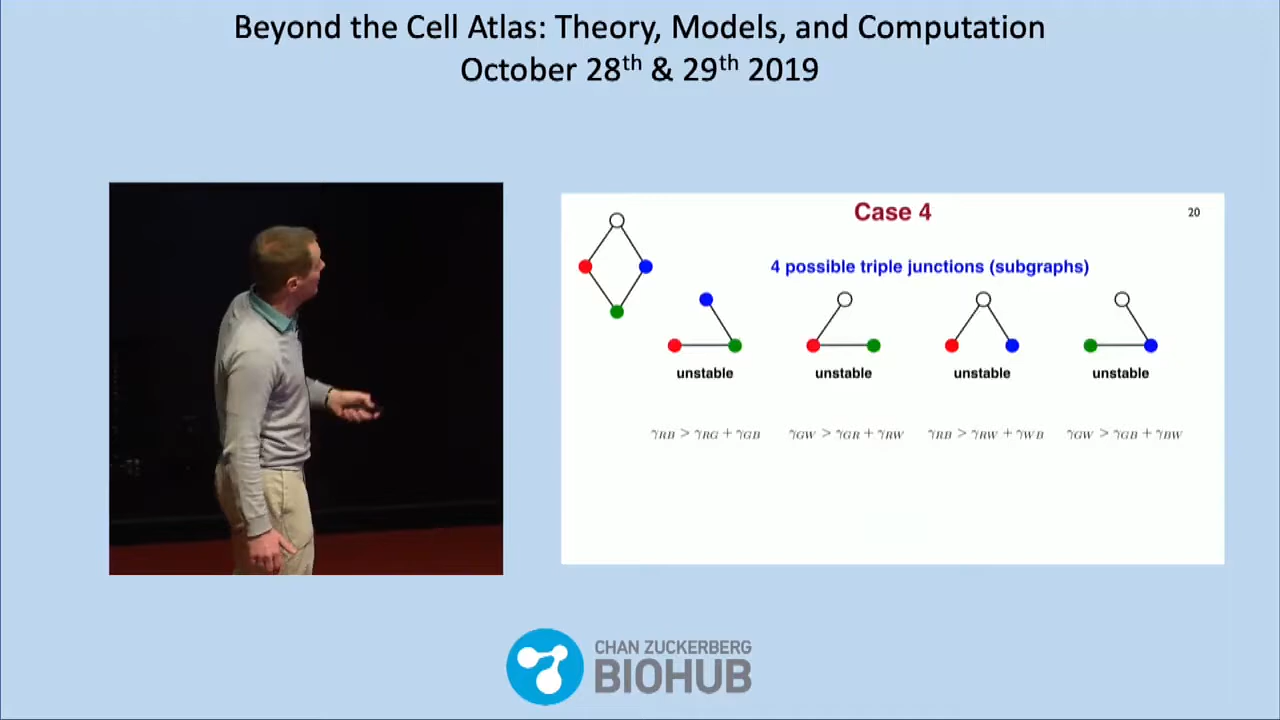 Beyond the Cell Atlas: Theory, Models, and Computation
October 28th & 29th 2019
Case 4
20
4 possible triple junctions (subgraphs)
unstable unstable unstable unstable
γRB > γRG + γGB γGW > γGR + γRW γRB > γRW + γWB γGW > γGB + γBW
CHAN ZUCKERBERG
BIOHUB